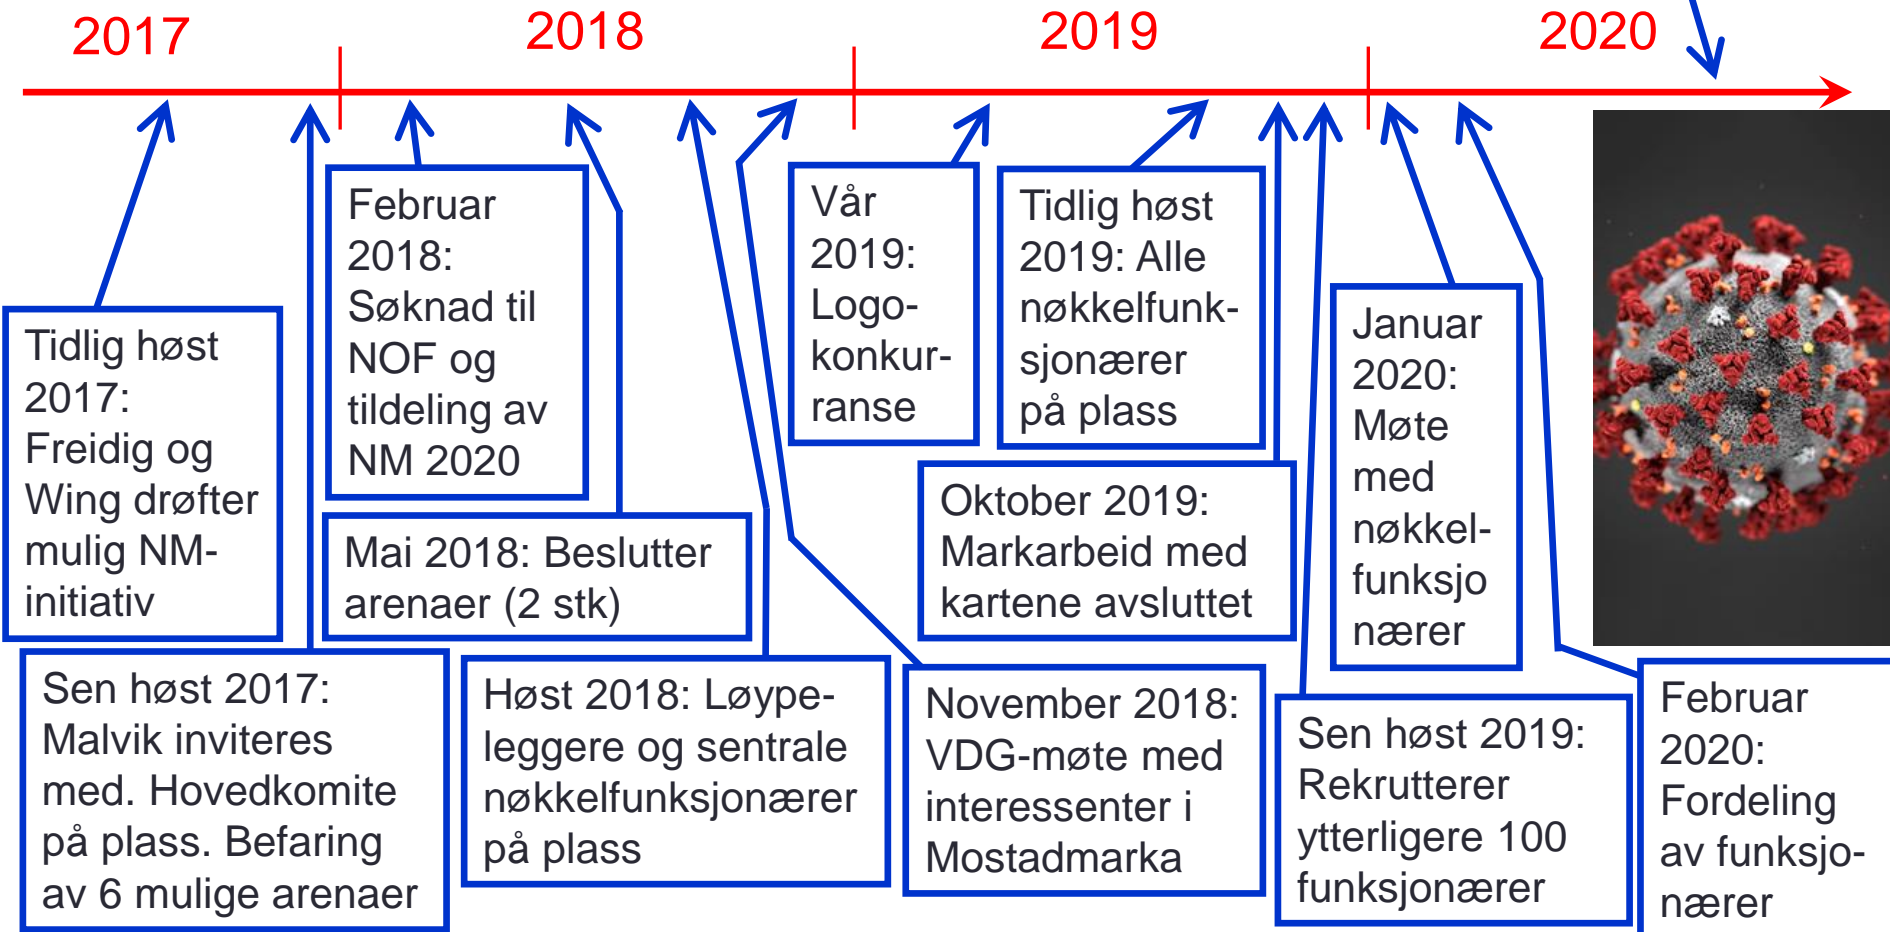 2017
2018
2019
2020
Tidlig høst
2017:
Freidig og
Wing drøfter
mulig NM-
initiativ
Sen høst 2017:
Malvik inviteres
med. Hovedkomite
på plass. Befaring
av 6 mulige arenaer
Februar
2018:
Søknad til
NOF og
tildeling av
NM 2020
Mai 2018: Beslutter
arenaer (2 stk)
Høst 2018: Løype-
leggere og sentrale
nøkkelfunksjonærer
på plass
November 2018:
VDG-møte med
interessenter i
Mostadmarka
Vår
2019:
Logo-
konkur-
ranse
Tidlig høst
2019: Alle
nøkkelfunk-
sjonærer
på plass
Oktober 2019:
Markarbeid med
kartene avsluttet
Sen høst 2019:
Rekrutterer
ytterligere 100
funksjonærer
Januar
2020:
Møte
med
nøkkel-
funksjo
nærer
Februar
2020:
Fordeling
av funksjo-
nærer